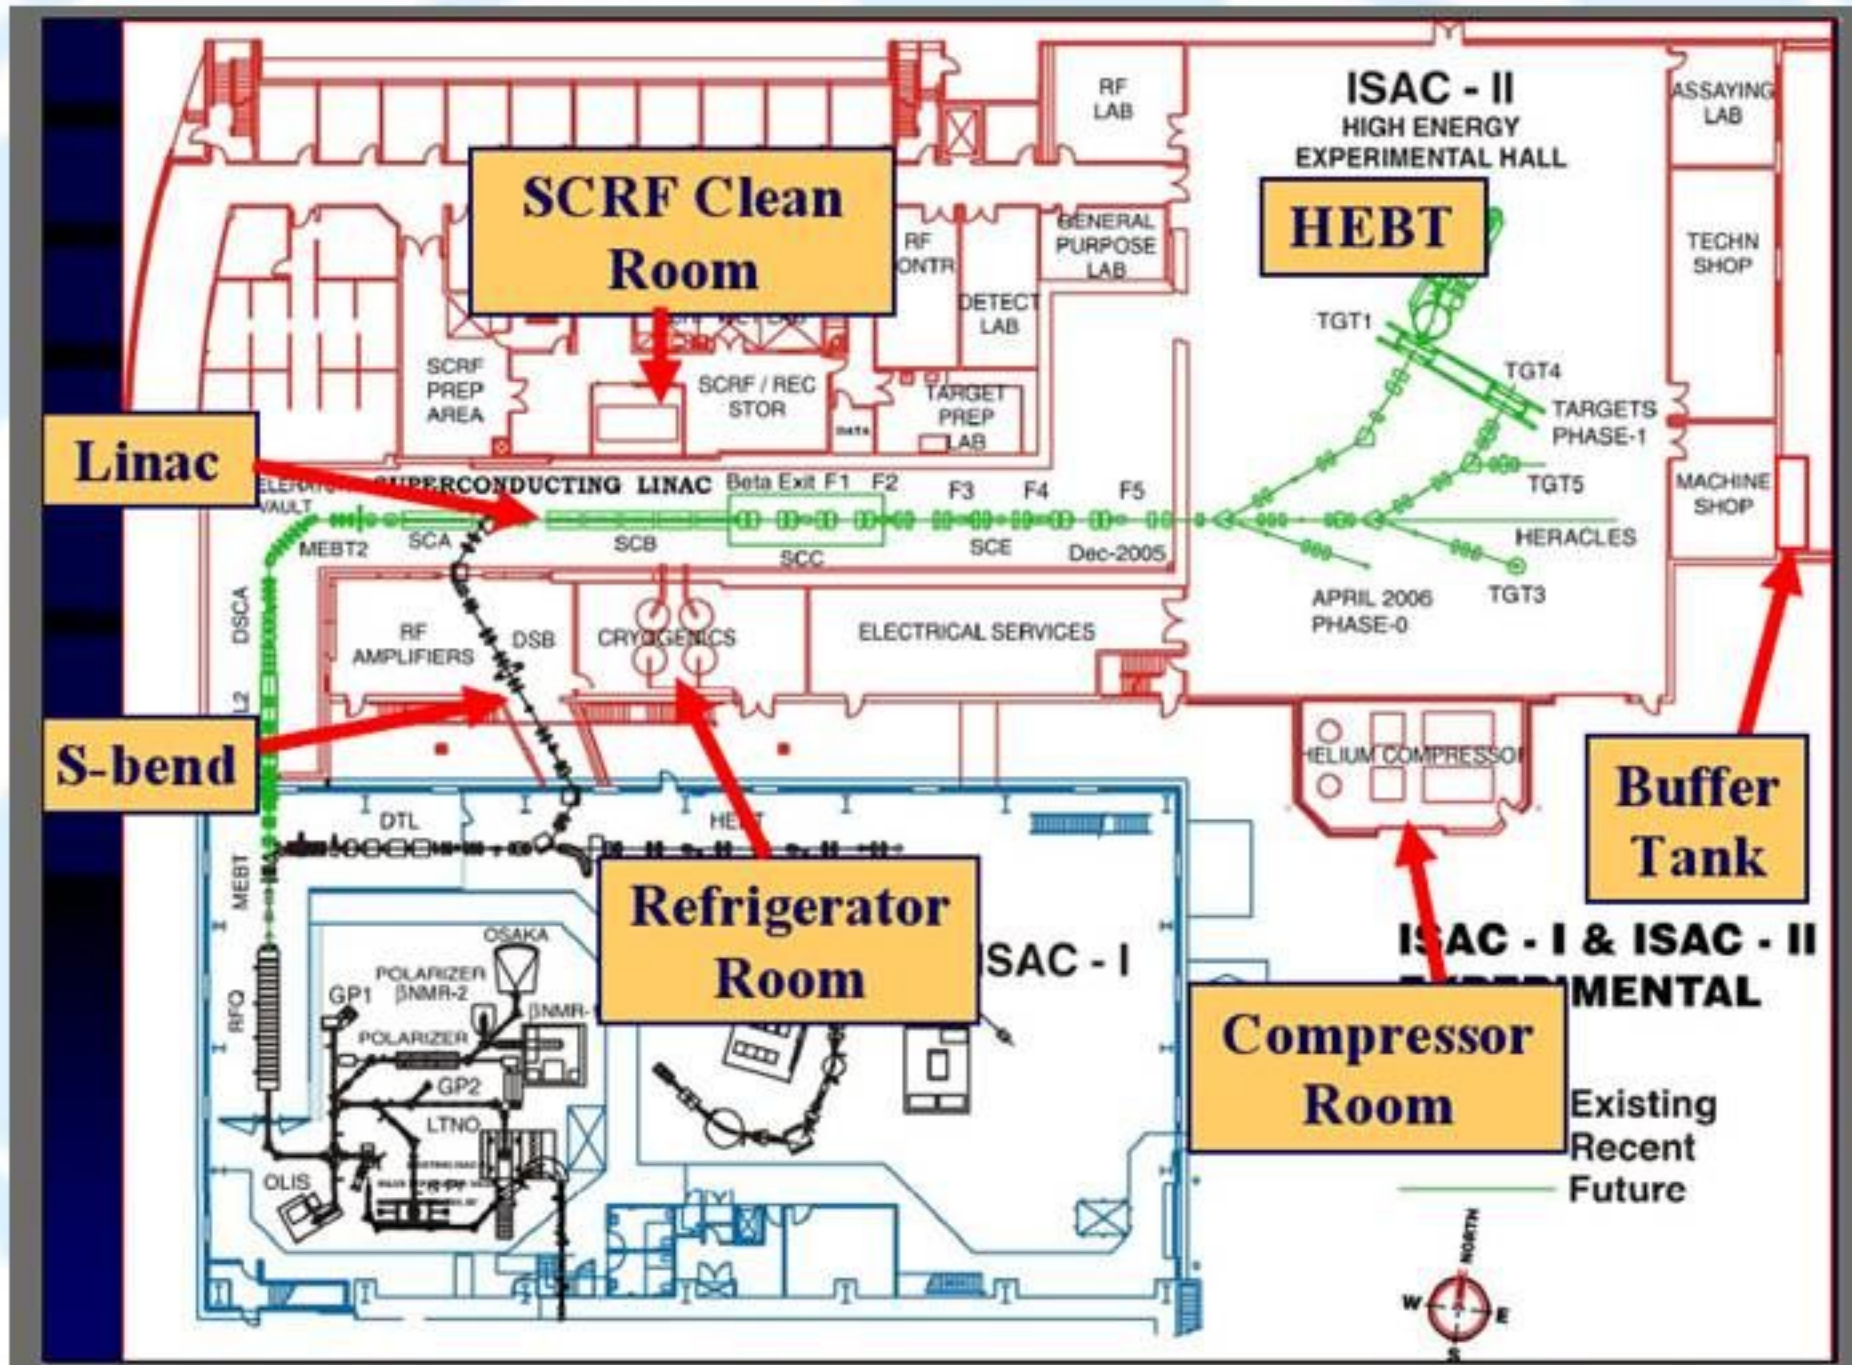 RF
LAB
ISAC - II
HIGH ENERGY
EXPERIMENTAL HALL
ASSAYING
LAB
SCRF Clean
Room
HEBT
RF
GENERAL
PURPOSE
LAB
TECHN
SHOP
DETECT
LAB
TGT1
SCRF
PREP
AREA
SCRF / REC
STOR
TARGET
PREP
LAB
DATA
TGT4
TARGETS
PHASE-1
Linac
SUPERCONDUCTING LINAC
VAULT
Beta Exit F1 F2
F3 F4 F5
TGT5
MACHINE
SHOP
MEBT2
SCA
SCB
SCC
SCE
Dec-2005
HERACLES
APRIL 2006
PHASE-0
TGT3
DSCA
RF
AMPLIFIERS
DSB
CRYOGENICS
ELECTRICAL SERVICES
S-bend
HELIUM COMPRESSOR
Buffer
Tank
DTL
MEBT
Refrigerator
Room
ISAC - I
ISAC - I & ISAC - II
OSAKA
POLARIZER
βNMR-2
GP1
RFQ
POLARIZER
GP2
LTNO
OLIS
Compressor
Room
Existing
Recent
Future
NORTH
W E
S